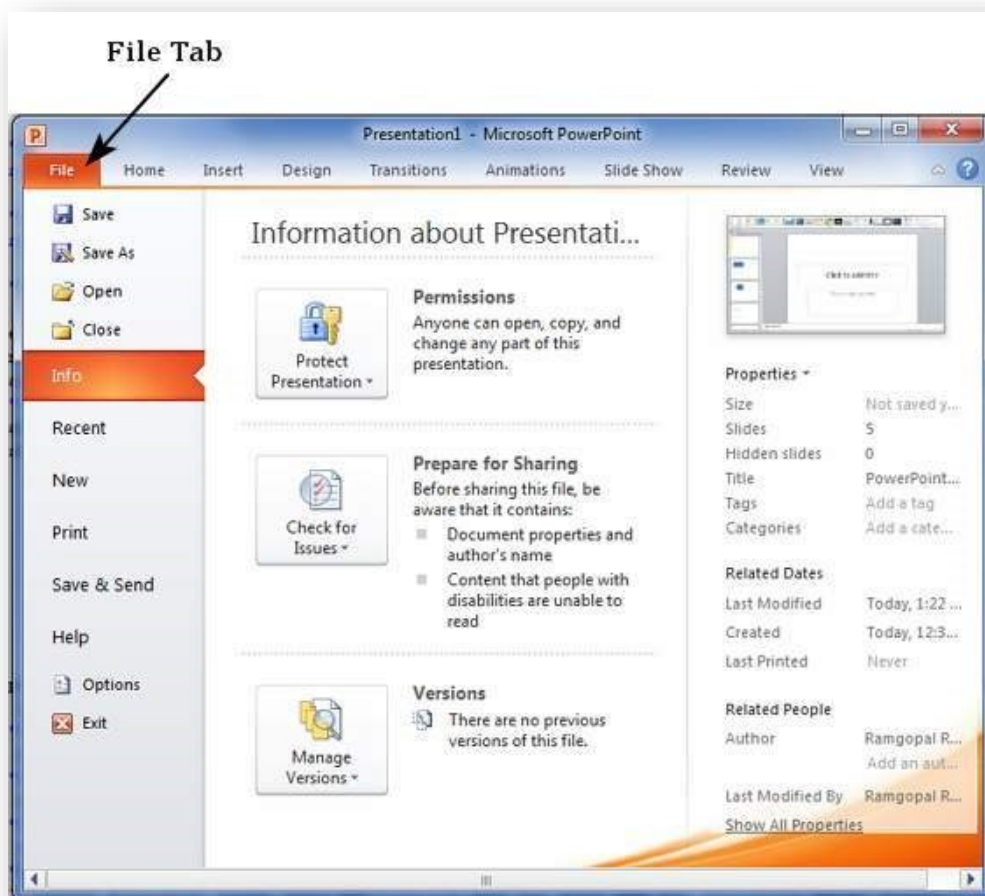 File Tab
Presentation1 - Microsoft PowerPoint
File Home Insert Design Transitions Animations Slide Show Review View
Save
Save As
Open
Close
Info
Recent
New
Print
Save & Send
Help
Options
Exit
Information about Presentati...
Protect
Presentation
Permissions
Anyone can open, copy, and
change any part of this
presentation.
Check for
Issues
Prepare for Sharing
Before sharing this file, be
aware that it contains:
Document properties and
author's name
Content that people with
disabilities are unable to
read
Manage
Versions
Versions
There are no previous
versions of this file.
Properties
Size Not saved y...
Slides 5
Hidden slides 0
Title PowerPoint...
Tags Add a tag
Categories Add a cate...
Related Dates
Last Modified Today, 1:22 ...
Created Today, 12:3...
Last Printed Never
Related People
Author Ramgopal R...
Add an aut...
Last Modified By Ramgopal R...
Show All Properties